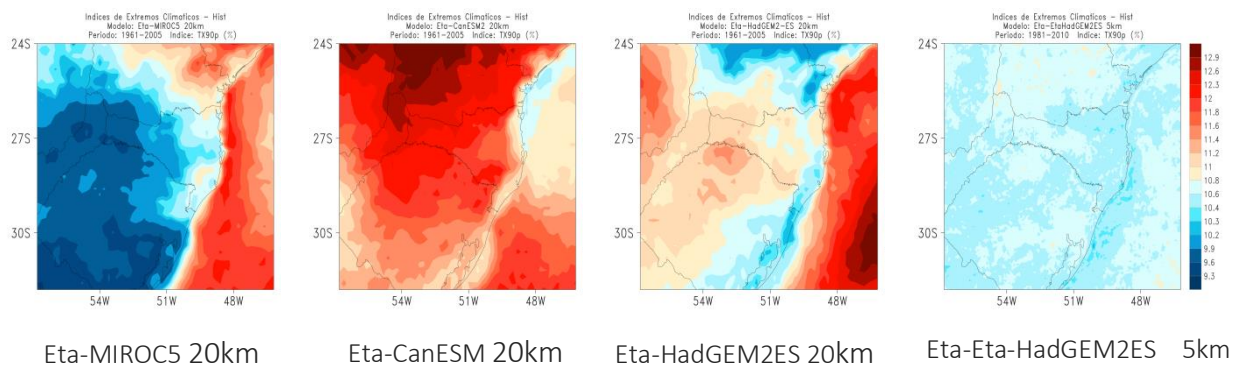 Indices de Extremos Climaticos - Hist
Modelo: Eta-MIROC5 20km
Periodo: 1961-2005 Indice: TX90p (%)
24S
27S
30S
54W 51W 48W
Eta-MIROC5 20km
Indices de Extremos Climaticos - Hist
Modelo: Eta-CanESM2 20km
Periodo: 1961-2005 Indice: TX90p (%)
24S
27S
30S
54W 51W 48W
Eta-CanESM 20km
Indices de Extremos Climaticos - Hist
Modelo: Eta-HadGEM2-ES 20km
Periodo: 1961-2005 Indice: TX90p (%)
24S
27S
30S
54W 51W 48W
Eta-HadGEM2ES 20km
Indices de Extremos Climaticos - Hist
Modelo: Eta-EtaHadGEM2ES 5km
Periodo: 1981-2010 Indice: TX90p (%)
24S
27S
30S
54W 51W 48W
12.9
12.6
12.3
12
11.8
11.6
11.4
11.2
11
10.8
10.6
10.4
10.3
10.2
9.9
9.6
9.3
Eta-Eta-HadGEM2ES 5km